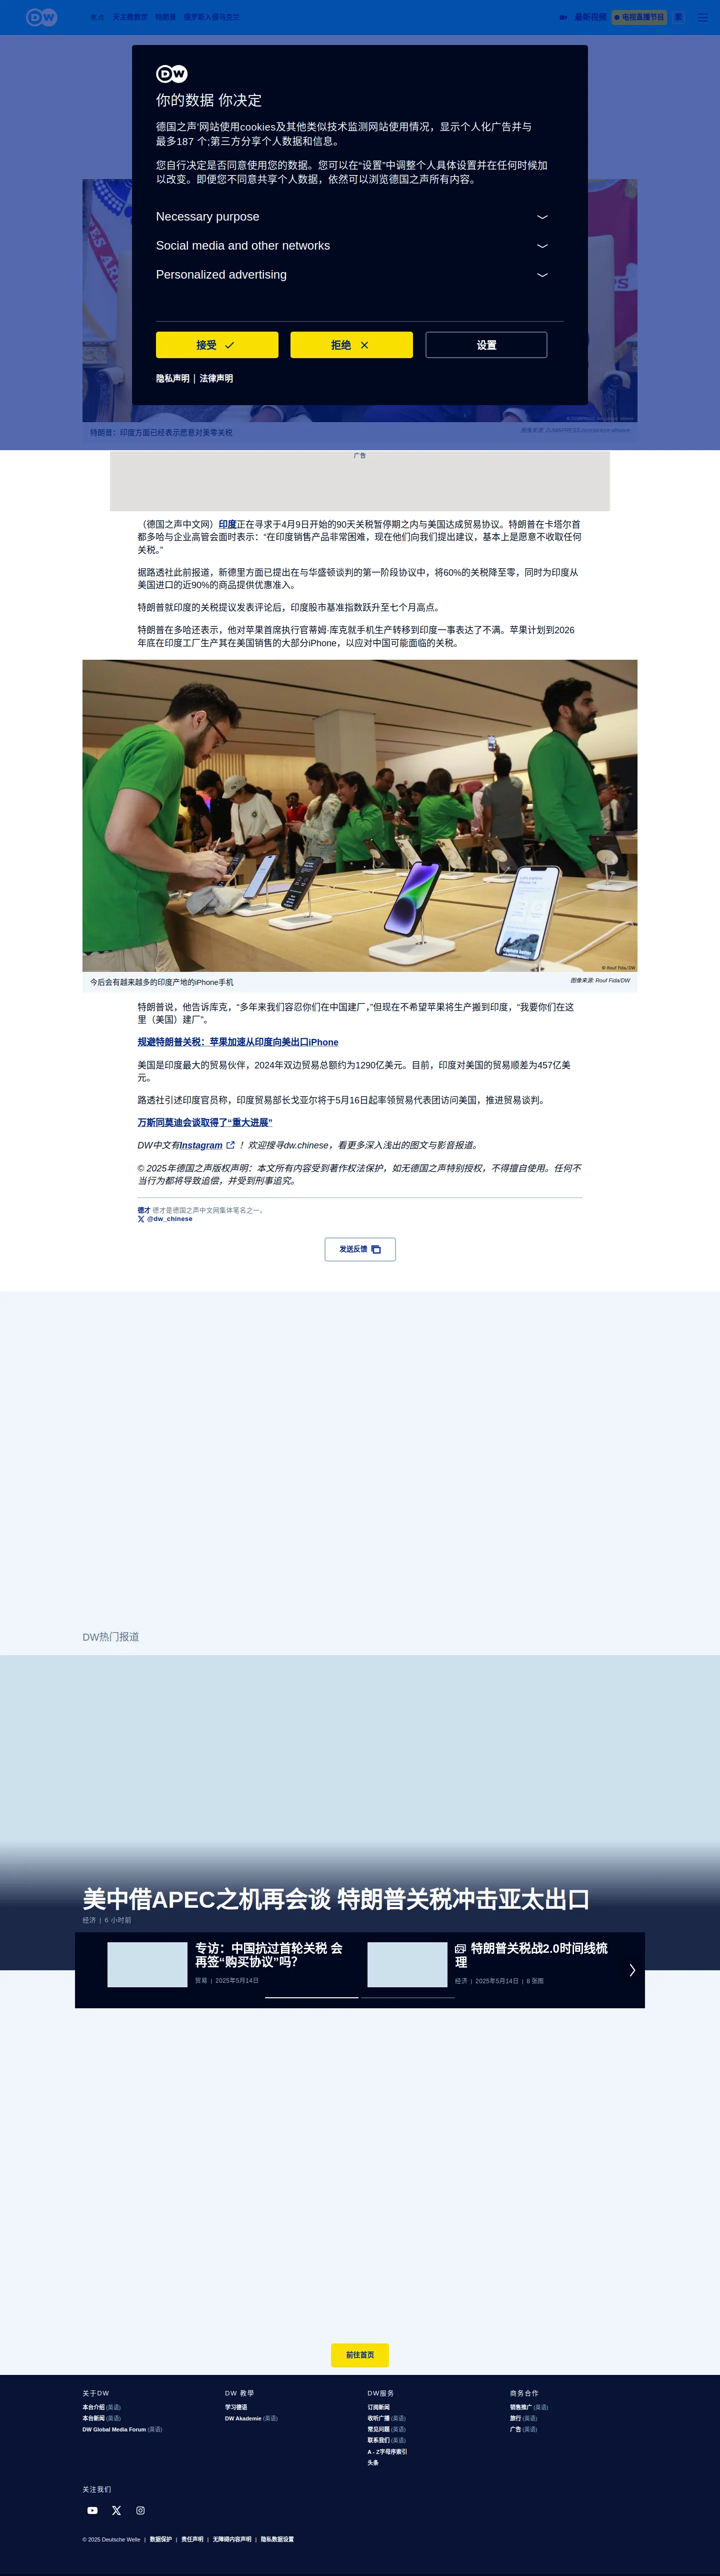 DW
焦点 天主教教宗 特朗普 俄罗斯入侵乌克兰
最新视频 电视直播节目 繁
DW
你的数据 你决定
德国之声'网站使用cookies及其他类似技术监测网站使用情况，显示个人化广告并与
最多187 个;第三方分享个人数据和信息。
您自行决定是否同意使用您的数据。您可以在“设置”中调整个人具体设置并在任何时候加
以改变。即便您不同意共享个人数据，依然可以浏览德国之声所有内容。
Necessary purpose
Social media and other networks
Personalized advertising
接受
拒绝
设置
隐私声明 | 法律声明
特朗普：印度方面已经表示愿意对美零关税
图像来源: ZUMAPRESS.com/picture alliance
广告
（德国之声中文网）印度正在寻求于4月9日开始的90天关税暂停期之内与美国达成贸易协议。特朗普在卡塔尔首
都多哈与企业高管会面时表示：“在印度销售产品非常困难，现在他们向我们提出建议，基本上是愿意不收取任何
关税。”
据路透社此前报道，新德里方面已提出在与华盛顿谈判的第一阶段协议中，将60%的关税降至零，同时为印度从
美国进口的近90%的商品提供优惠准入。
特朗普就印度的关税提议发表评论后，印度股市基准指数跃升至七个月高点。
特朗普在多哈还表示，他对苹果首席执行官蒂姆·库克就手机生产转移到印度一事表达了不满。苹果计划到2026
年底在印度工厂生产其在美国销售的大部分iPhone，以应对中国可能面临的关税。
© Rouf Fida/DW
今后会有越来越多的印度产地的iPhone手机
图像来源: Rouf Fida/DW
特朗普说，他告诉库克，“多年来我们容忍你们在中国建厂，”但现在不希望苹果将生产搬到印度，“我要你们在这
里（美国）建厂”。
规避特朗普关税：苹果加速从印度向美出口iPhone
美国是印度最大的贸易伙伴，2024年双边贸易总额约为1290亿美元。目前，印度对美国的贸易顺差为457亿美
元。
路透社引述印度官员称，印度贸易部长戈亚尔将于5月16日起率领贸易代表团访问美国，推进贸易谈判。
万斯同莫迪会谈取得了“重大进展”
DW中文有Instagram ！欢迎搜寻dw.chinese，看更多深入浅出的图文与影音报道。
© 2025年德国之声版权声明：本文所有内容受到著作权法保护，如无德国之声特别授权，不得擅自使用。任何不
当行为都将导致追偿，并受到刑事追究。
德才 德才是德国之声中文网集体笔名之一。
@dw_chinese
发送反馈
DW热门报道
美中借APEC之机再会谈 特朗普关税冲击亚太出口
经济 | 6 小时前
专访：中国抗过首轮关税 会
再签“购买协议”吗？
贸易 | 2025年5月14日
特朗普关税战2.0时间线梳
理
经济 | 2025年5月14日 | 8 张图
前往首页
关于DW
本台介绍 (英语)
本台新闻 (英语)
DW Global Media Forum (英语)
DW 教學
学习德语
DW Akademie (英语)
DW服务
订阅新闻
收听广播 (英语)
常见问题 (英语)
联系我们 (英语)
A - Z字母序索引
头条
商务合作
销售推广 (英语)
旅行 (英语)
广告 (英语)
关注我们
© 2025 Deutsche Welle | 数据保护 | 责任声明 | 无障碍内容声明 | 隐私数据设置